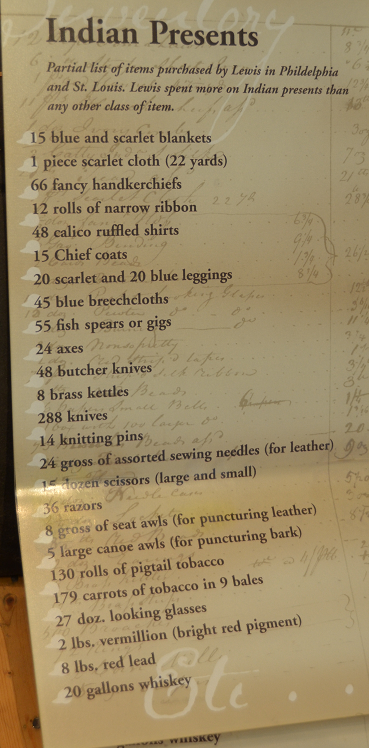 Inventory
Indian Presents
Partial list of items purchased by Lewis in Phildelphia
and St. Louis. Lewis spent more on Indian presents than
any other class of item.
15 blue and scarlet blankets
1 piece scarlet cloth (22 yards)
66 fancy handkerchiefs
12 rolls of narrow ribbon
48 calico ruffled shirts
15 Chief coats
20 scarlet and 20 blue leggings
45 blue breechcloths
55 fish spears or gigs
24 axes
48 butcher knives
8 brass kettles
288 knives
14 knitting pins
24 gross of assorted sewing needles (for leather)
15 dozen scissors (large and small)
36 razors
8 gross of seat awls (for puncturing leather)
5 large canoe awls (for puncturing bark)
130 rolls of pigtail tobacco
179 carrots of tobacco in 9 bales
27 doz. looking glasses
2 lbs. vermillion (bright red pigment)
8 lbs. red lead
20 gallons whiskey
Etc . .
gallons whiskey